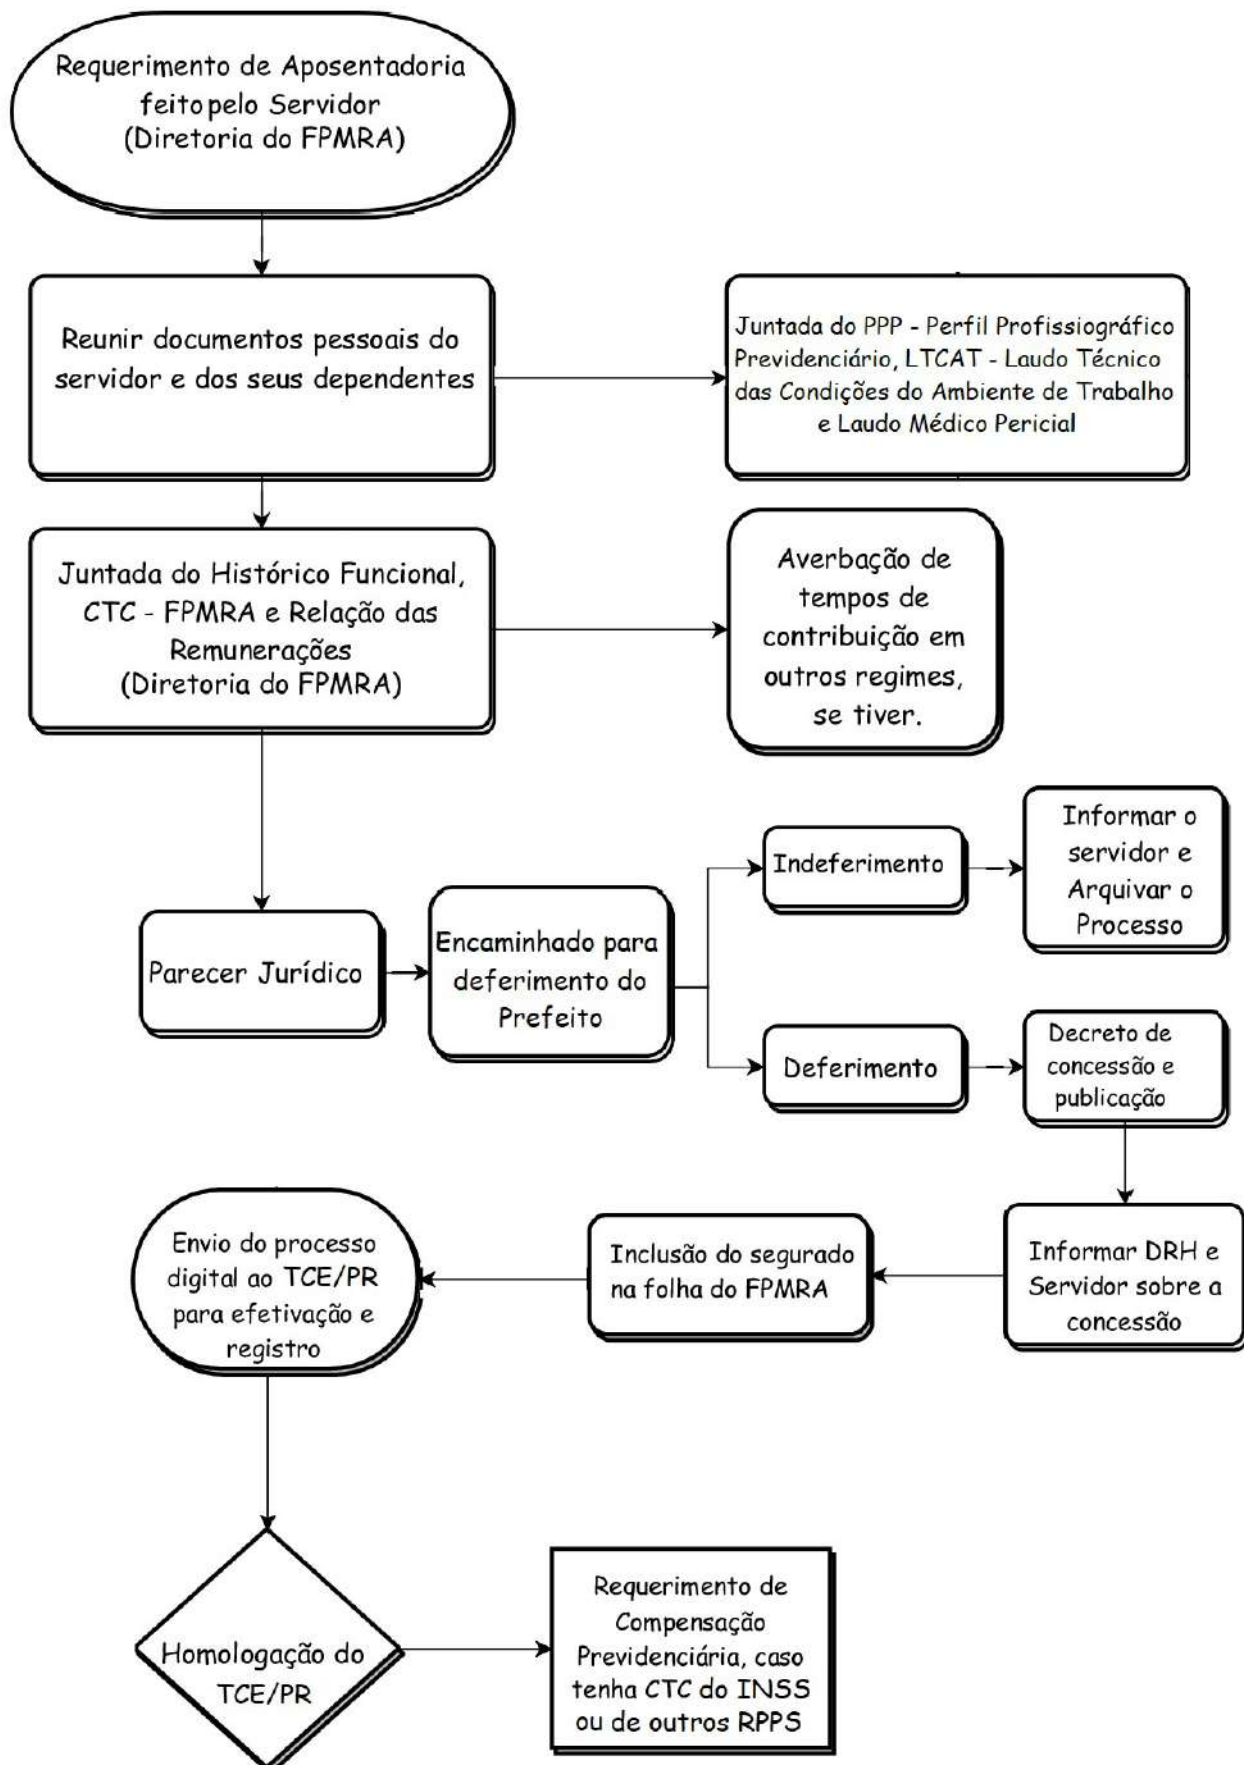 Requerimento de Aposentadoria
feito pelo Servidor
(Diretoria do FPMRA)
Reunir documentos pessoais do
servidor e dos seus dependentes
Juntada do PPP - Perfil Profissiográfico
Previdenciário, LTCAT - Laudo Técnico
das Condições do Ambiente de Trabalho
e Laudo Médico Pericial
Juntada do Histórico Funcional,
CTC - FPMRA e Relação das
Remunerações
(Diretoria do FPMRA)
Averbação de
tempos de
contribuição em
outros regimes,
se tiver.
Parecer Jurídico
Encaminhado para
deferimento do
Prefeito
Indeferimento
Informar o
servidor e
Arquivar o
Processo
Deferimento
Decreto de
concessão e
publicação
Informar DRH e
Servidor sobre a
concessão
Inclusão do segurado
na folha do FPMRA
Envio do processo
digital ao TCE/PR
para efetivação e
registro
Homologação do
TCE/PR
Requerimento de
Compensação
Previdenciária, caso
tenha CTC do INSS
ou de outros RPPS